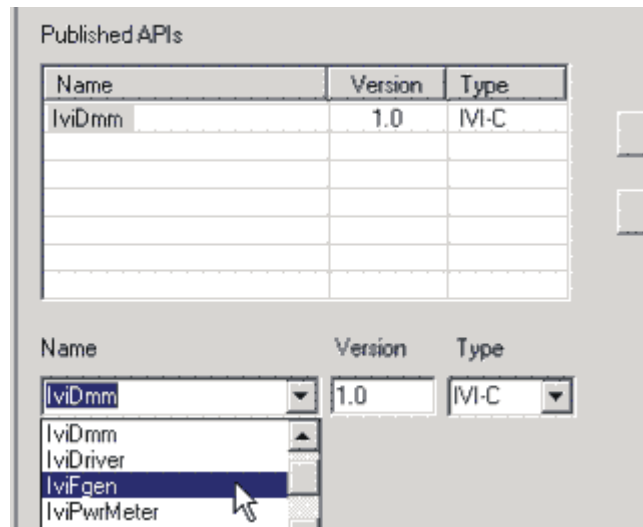 Published APIs
Name Version Type
IviDmm 1.0 IVI-C
Name Version Type
IviDmm 1.0 IVI-C
IviDmm
IviDriver
IviFgen
IviPwrMeter